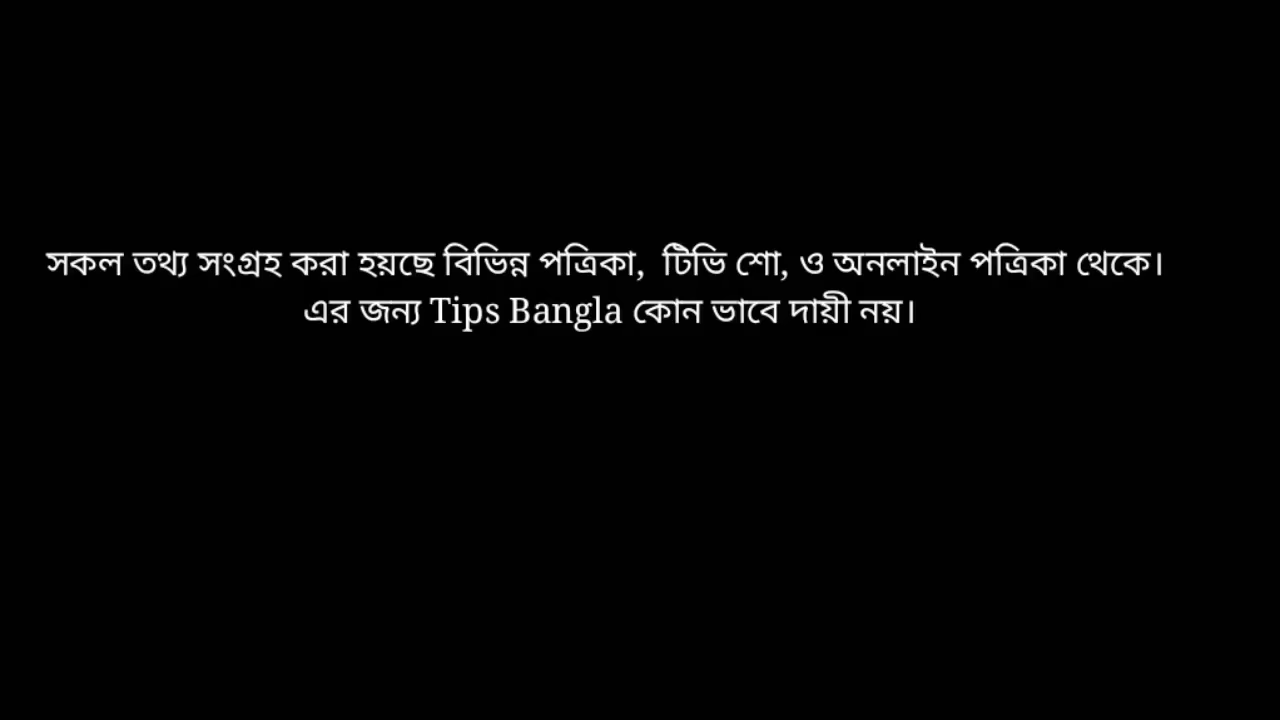 সকল তথ্য সংগ্রহ করা হয়ছে বিভিন্ন পত্রিকা,  টিভি শো, ও অনলাইন পত্রিকা থেকে।
এর জন্য Tips Bangla কোন ভাবে দায়ী নয়।